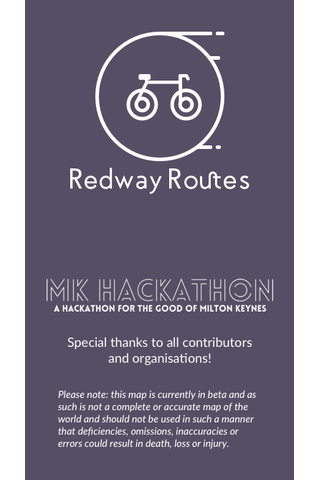 Redway Routes
MK HACKATHON
A HACKATHON FOR THE GOOD OF MILTON KEYNES
Special thanks to all contributors
and organisations!
Please note: this map is currently in beta and as
such is not a complete or accurate map of the
world and should not be used in such a manner
that deficiencies, omissions, inaccuracies or
errors could result in death, loss or injury.